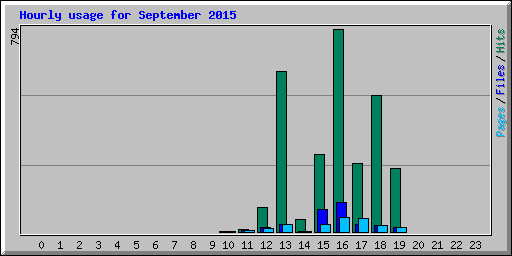 Hourly usage for September 2015
794
Pages / Files / Hits
0 1 2 3 4 5 6 7 8 9 10 11 12 13 14 15 16 17 18 19 20 21 22 23